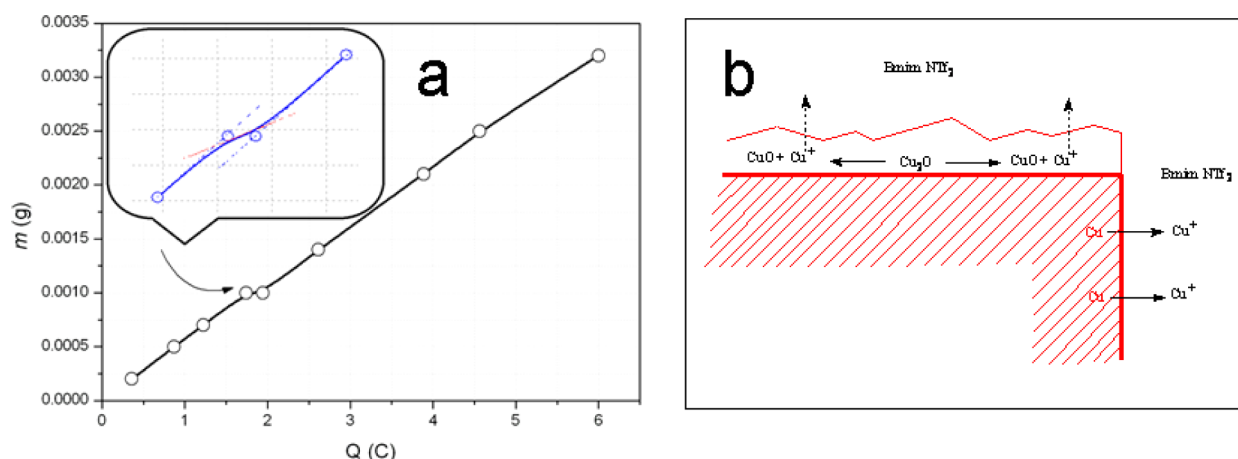 a
0.0035
0.0030
0.0025
0.0020
0.0015
0.0010
0.0005
0.0000
m (g)
0 1 2 3 4 5 6
Q (C)
b
Bmim NTf₂
CuO + Cu⁺ Cu₂O CuO + Cu⁺
Bmim NTf₂
Cu Cu⁺
Cu Cu⁺